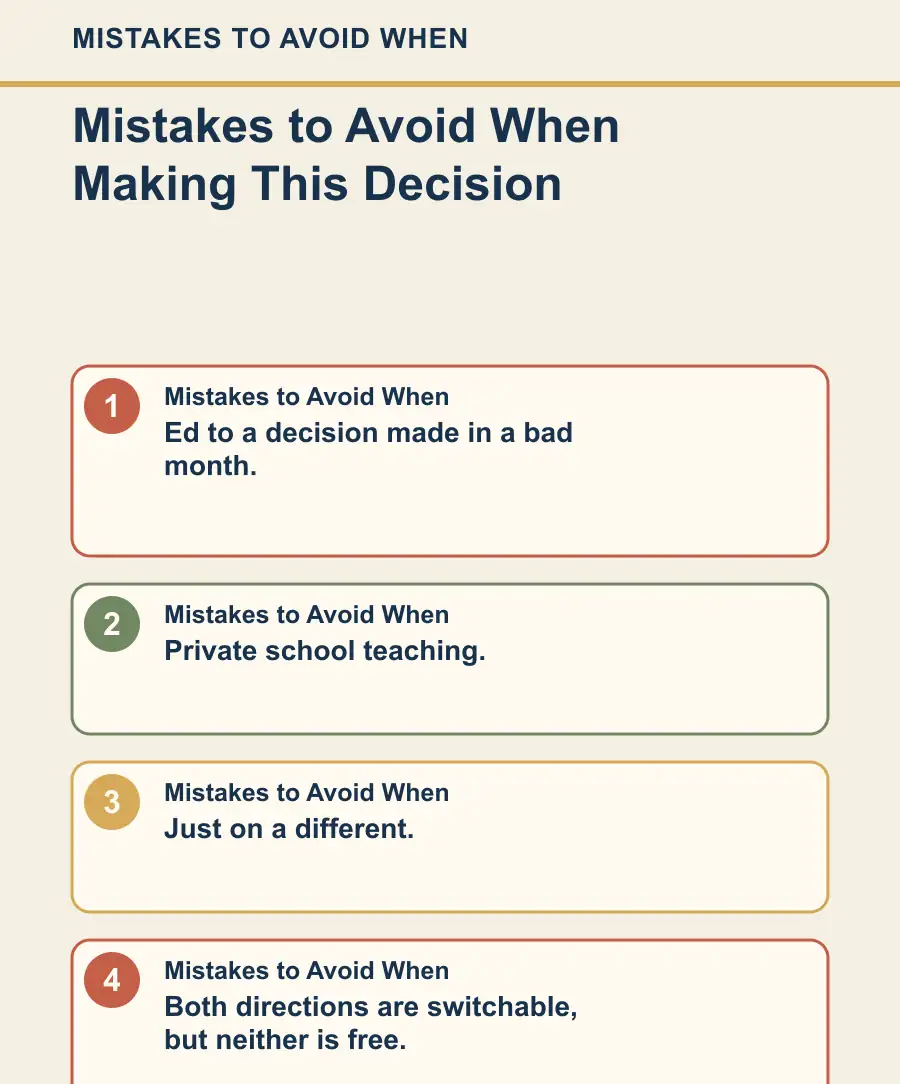 MISTAKES TO AVOID WHEN
Mistakes to Avoid When
Making This Decision
1
Mistakes to Avoid When
Ed to a decision made in a bad
month.
2
Mistakes to Avoid When
Private school teaching.
3
Mistakes to Avoid When
Just on a different.
4
Mistakes to Avoid When
Both directions are switchable,
but neither is free.